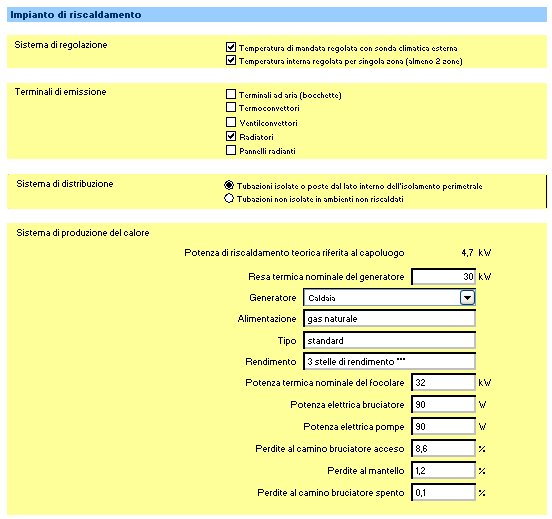 Impianto di riscaldamento
Sistema di regolazione
Temperatura di mandata regolata con sonda climatica esterna
Temperatura interna regolata per singola zona (almeno 2 zone)
Terminali di emissione
Terminali ad aria (bocchette)
Termoconvettori
Ventilconvettori
Radiatori
Pannelli radianti
Sistema di distribuzione
Tubazioni isolate o poste dal lato interno dell'isolamento perimetrale
Tubazioni non isolate in ambienti non riscaldati
Sistema di produzione del calore
Potenza di riscaldamento teorica riferita al capoluogo 4,7 kW
Resa termica nominale del generatore 30 kW
Generatore Caldaia
Alimentazione gas naturale
Tipo standard
Rendimento 3 stelle di rendimento ***
Potenza termica nominale del focolare 32 kW
Potenza elettrica bruciatore 90 W
Potenza elettrica pompe 90 W
Perdite al camino bruciatore acceso 8,6 %
Perdite al mantello 1,2 %
Perdite al camino bruciatore spento 0,1 %